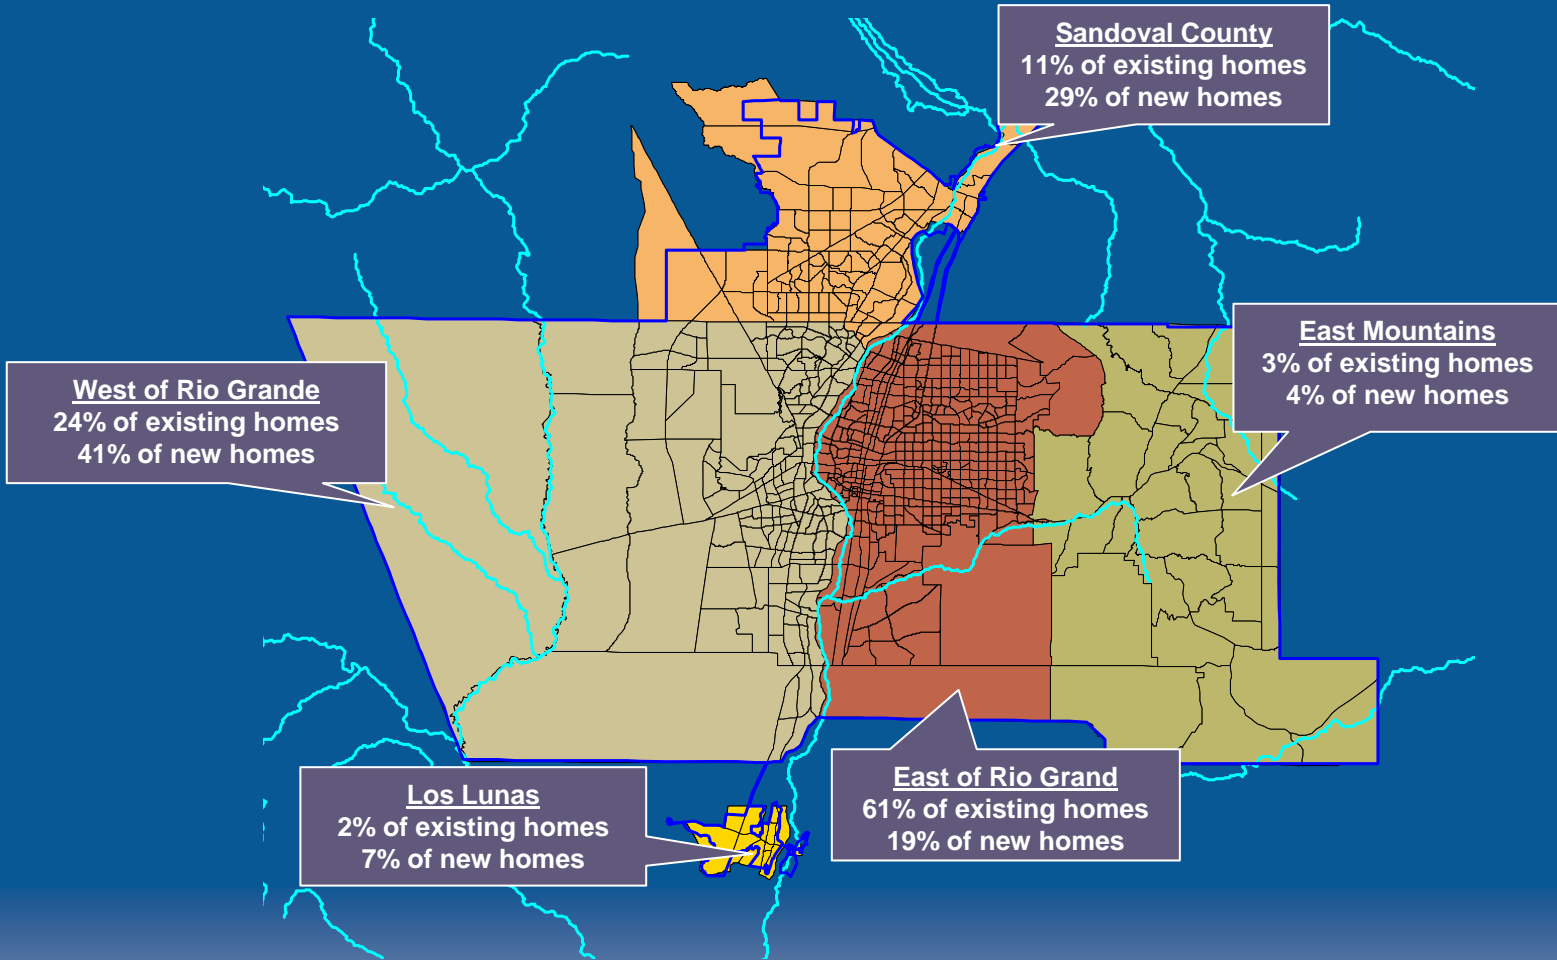 Sandoval County
11% of existing homes
29% of new homes
East Mountains
3% of existing homes
4% of new homes
West of Rio Grande
24% of existing homes
41% of new homes
East of Rio Grand
61% of existing homes
19% of new homes
Los Lunas
2% of existing homes
7% of new homes